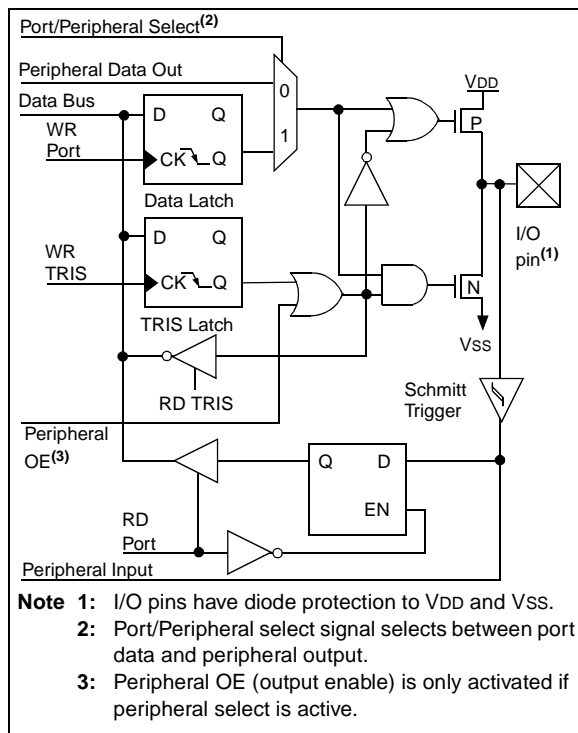 Port/Peripheral Select(2)
Peripheral Data Out
Data Bus
WR
Port
D
Q
CK
Q
Data Latch
0
1
VDD
P
I/O
pin(1)
WR
TRIS
D
Q
CK
Q
TRIS Latch
N
VSS
RD TRIS
Schmitt
Trigger
Peripheral
OE(3)
Q
D
EN
RD
Port
Peripheral Input
Note 1: I/O pins have diode protection to VDD and VSS.
2: Port/Peripheral select signal selects between port
data and peripheral output.
3: Peripheral OE (output enable) is only activated if
peripheral select is active.